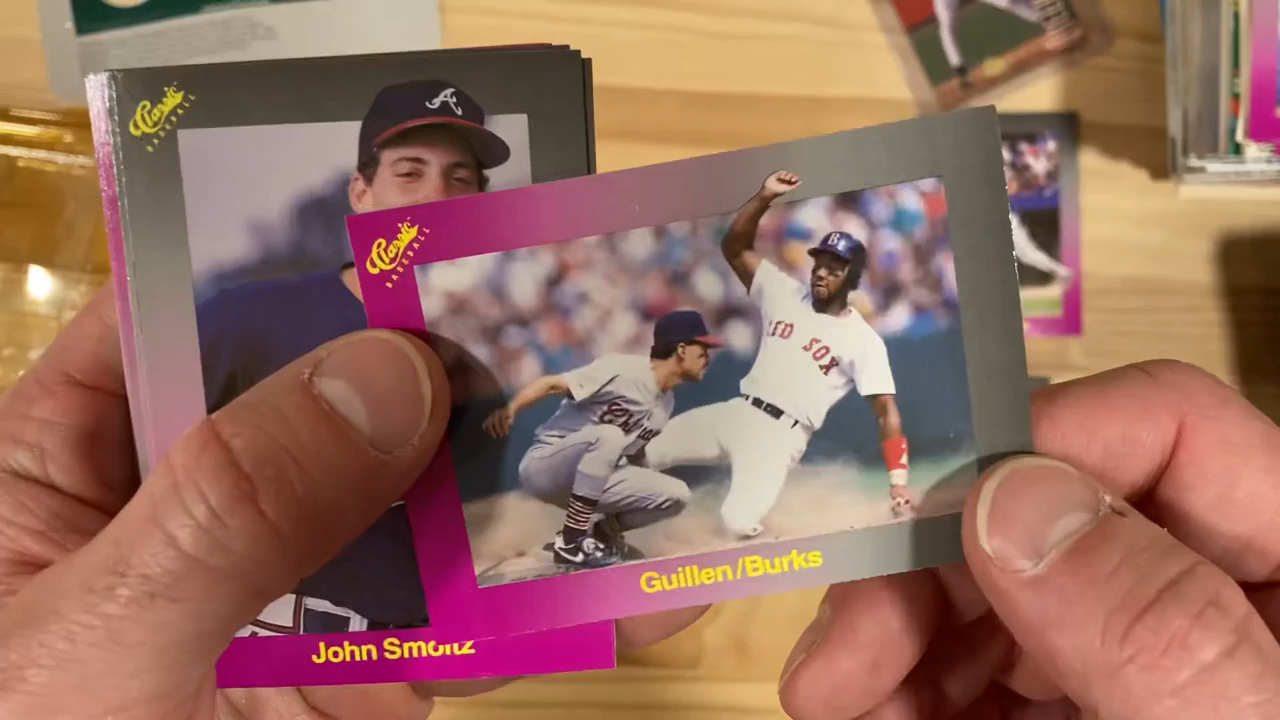 Classic
BASEBALL
A
Classic
BASEBALL
B
RED SOX
Guillen/Burks
John Smoltz